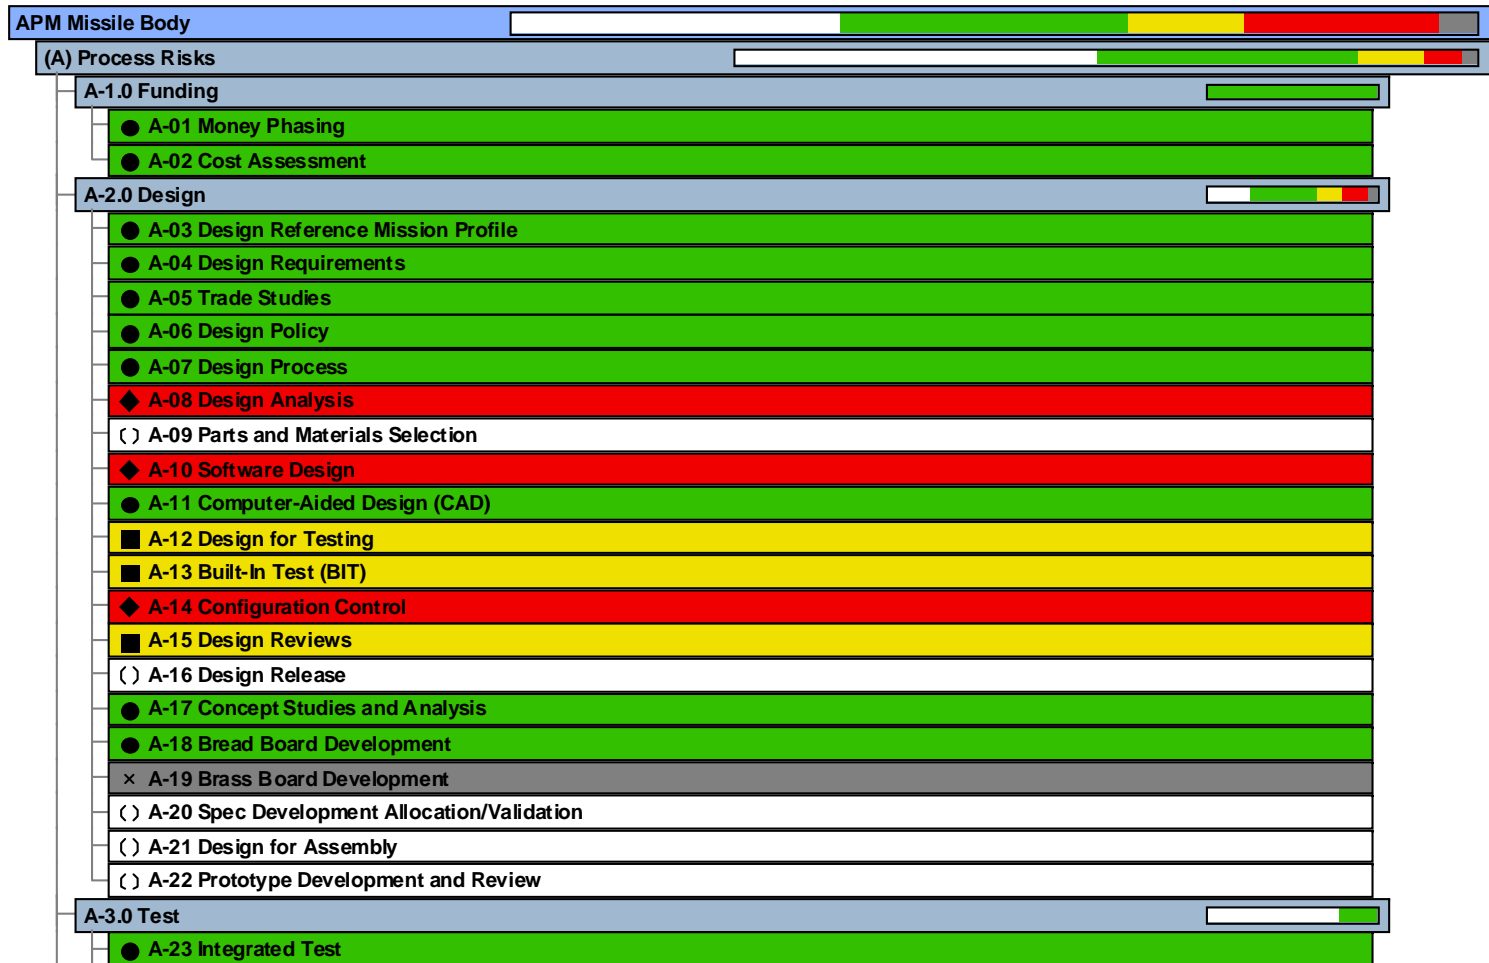 APM Missile Body
(A) Process Risks
A-1.0 Funding
A-01 Money Phasing
A-02 Cost Assessment
A-2.0 Design
A-03 Design Reference Mission Profile
A-04 Design Requirements
A-05 Trade Studies
A-06 Design Policy
A-07 Design Process
A-08 Design Analysis
A-09 Parts and Materials Selection
A-10 Software Design
A-11 Computer-Aided Design (CAD)
A-12 Design for Testing
A-13 Built-In Test (BIT)
A-14 Configuration Control
A-15 Design Reviews
A-16 Design Release
A-17 Concept Studies and Analysis
A-18 Bread Board Development
A-19 Brass Board Development
A-20 Spec Development Allocation/Validation
A-21 Design for Assembly
A-22 Prototype Development and Review
A-3.0 Test
A-23 Integrated Test